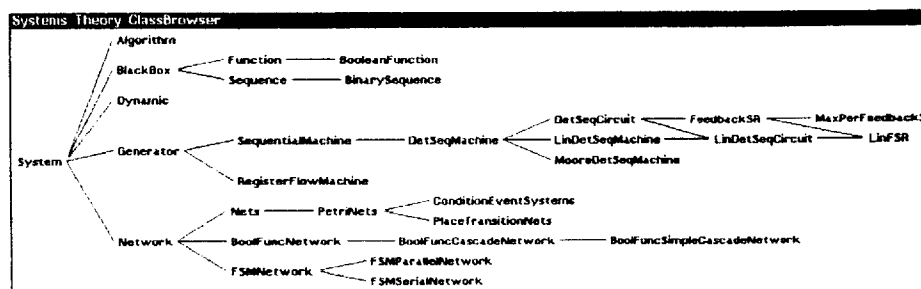 Systems Theory ClassBrowser
Algorithm
BlackBox Function BooleanFunction
Sequence BinarySequence
Dynamic
DetSeqCircuit FeedbackSR MaxPerFeedbackS
Generator SequentialMachine DetSeqMachine LinDetSeqMachine LinDetSeqCircuit LinFSR
MooreDetSeqMachine
System
RegisterFlowMachine
ConditionEventSystems
Nets PetriNets
PlaceTransitionNets
Network BoolFuncNetwork BoolFuncCascadeNetwork BoolFuncSimpleCascadeNetwork
FSMParallelNetwork
FSMNetwork
FSMSerialNetwork